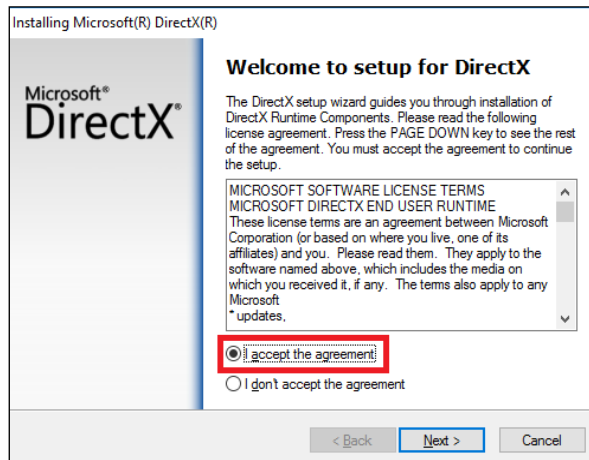 Installing Microsoft(R) DirectX(R)
Microsoft®
DirectX®
Welcome to setup for DirectX
The DirectX setup wizard guides you through installation of
DirectX Runtime Components. Please read the following
license agreement. Press the PAGE DOWN key to see the rest
of the agreement. You must accept the agreement to continue
the setup.
MICROSOFT SOFTWARE LICENSE TERMS
MICROSOFT DIRECTX END USER RUNTIME
These license terms are an agreement between Microsoft
Corporation (or based on where you live, one of its
affiliates) and you.  Please read them.  They apply to the
software named above, which includes the media on
which you received it, if any.  The terms also apply to any
Microsoft
* updates,
I accept the agreement
I don't accept the agreement
< Back
Next >
Cancel